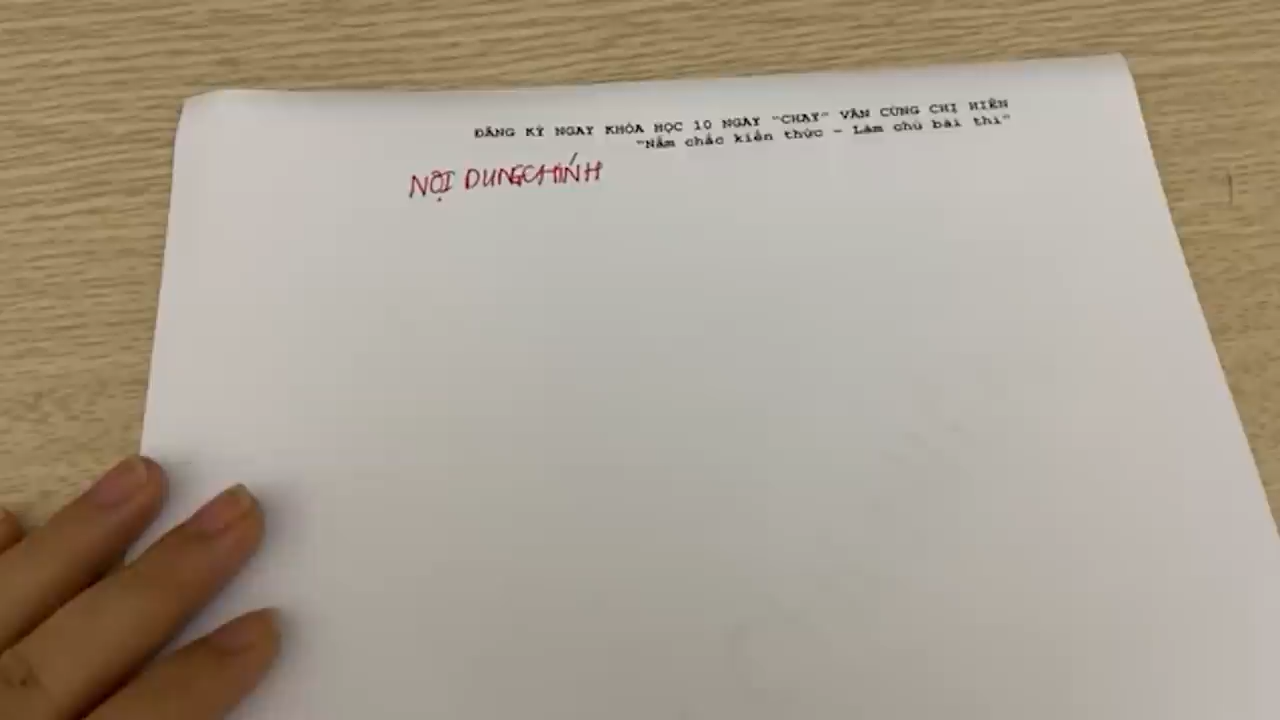 ĐĂNG KÝ NGAY KHÓA HỌC 10 NGÀY "CHẠY" VĂN CÙNG CHỊ HIÊN
"Nắm chắc kiến thức - Làm chủ bài thi"
NỘI DUNG CHÍNH